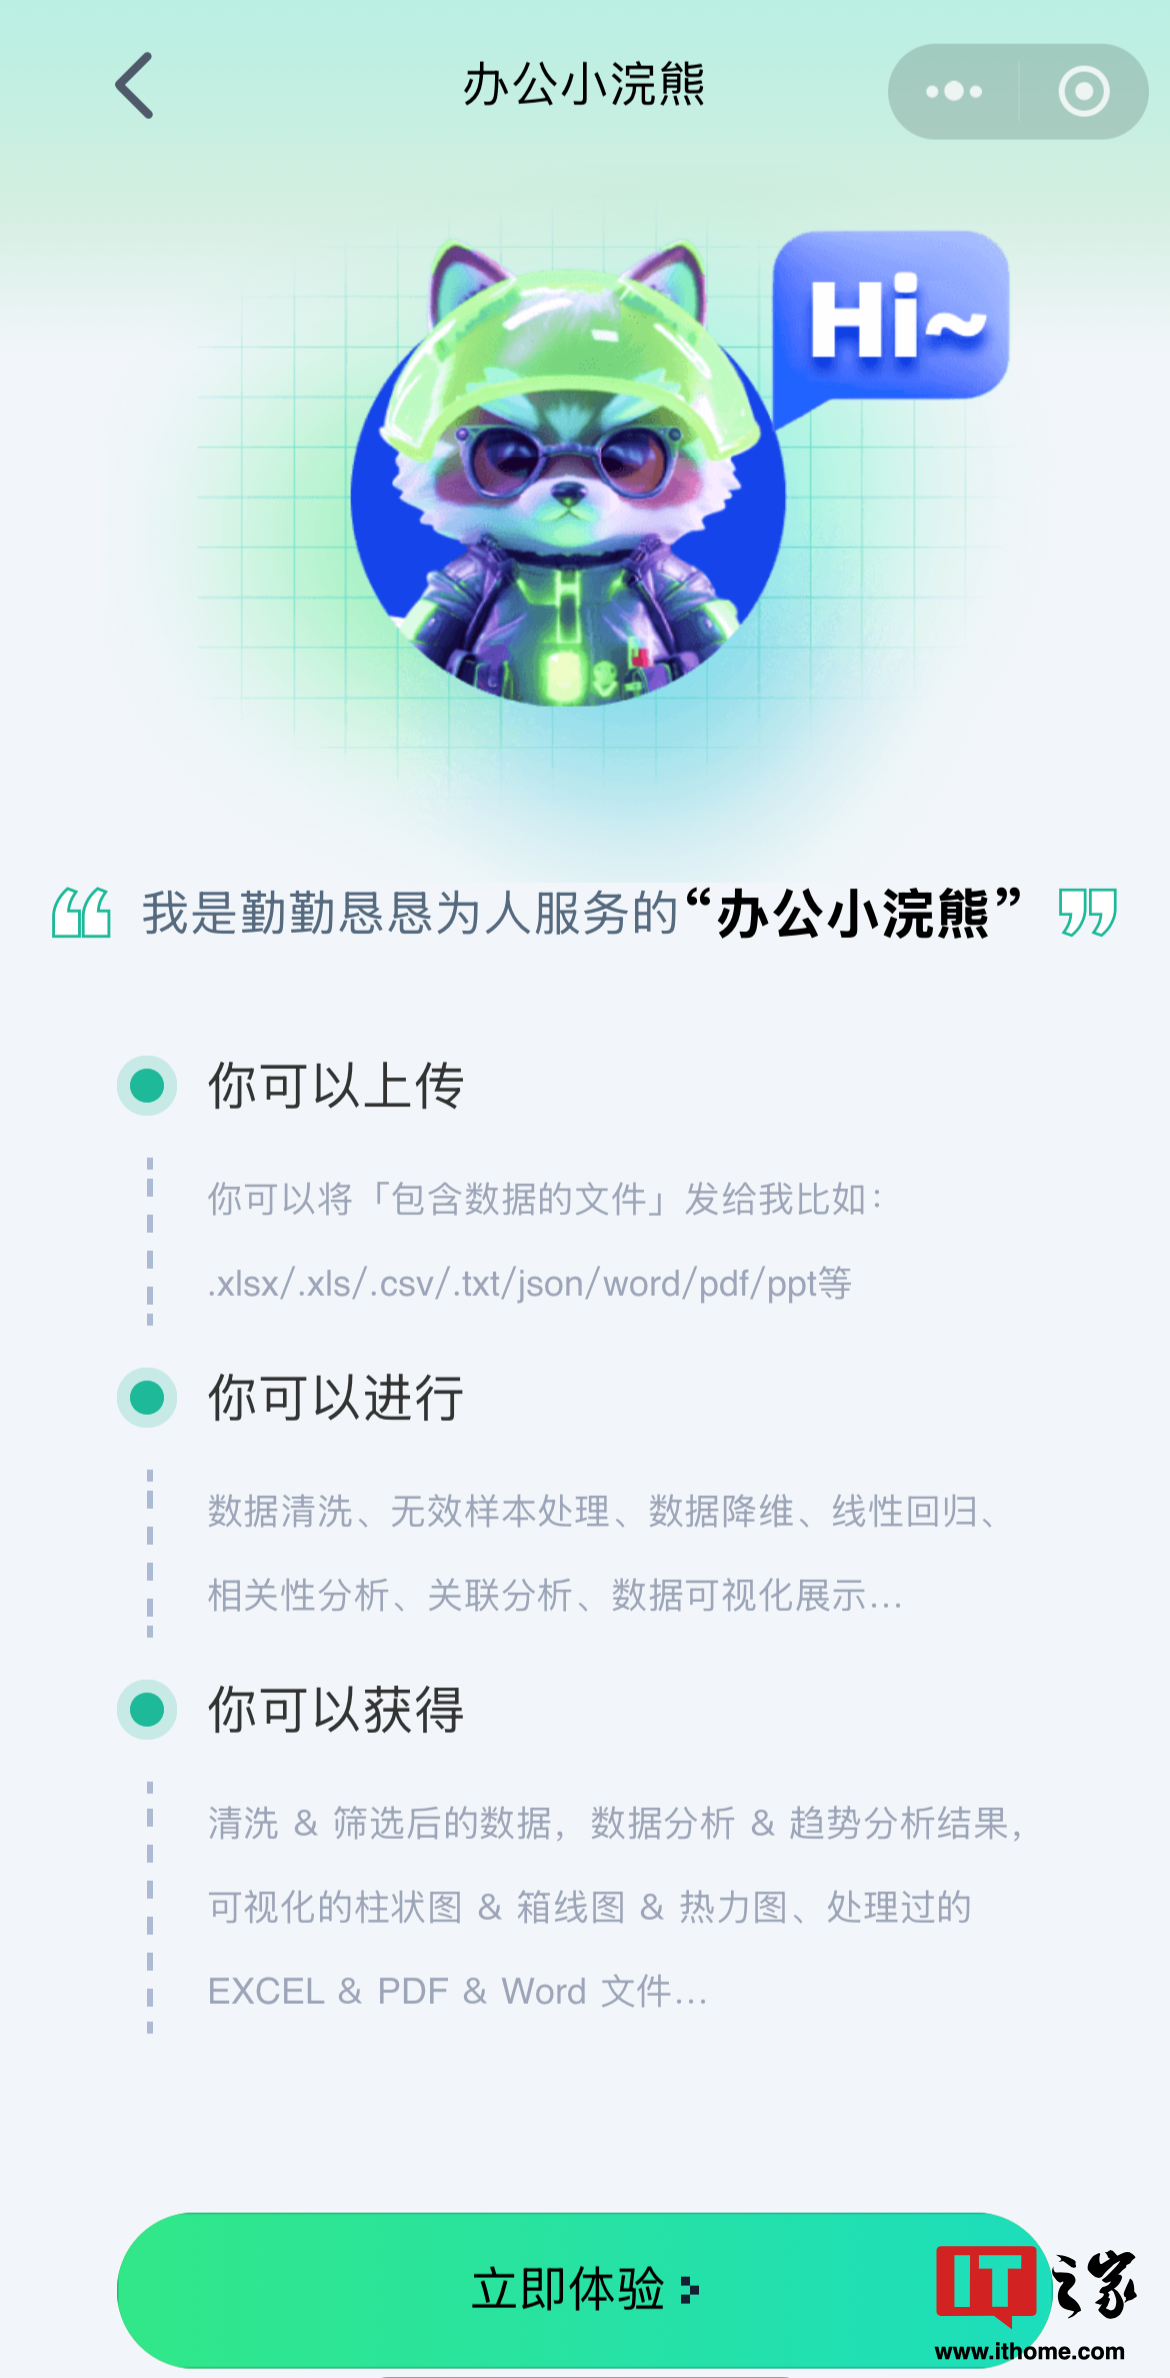 办公小浣熊
Hi~
我是勤勤恳恳为人服务的“办公小浣熊”
你可以上传
你可以将「包含数据的文件」发给我比如：
.xlsx/.xls/.csv/.txt/json/word/pdf/ppt等
你可以进行
数据清洗、无效样本处理、数据降维、线性回归、
相关性分析、关联分析、数据可视化展示...
你可以获得
清洗 & 筛选后的数据，数据分析 & 趋势分析结果，
可视化的柱状图 & 箱线图 & 热力图、处理过的
EXCEL & PDF & Word 文件...
立即体验
IT之家
www.ithome.com